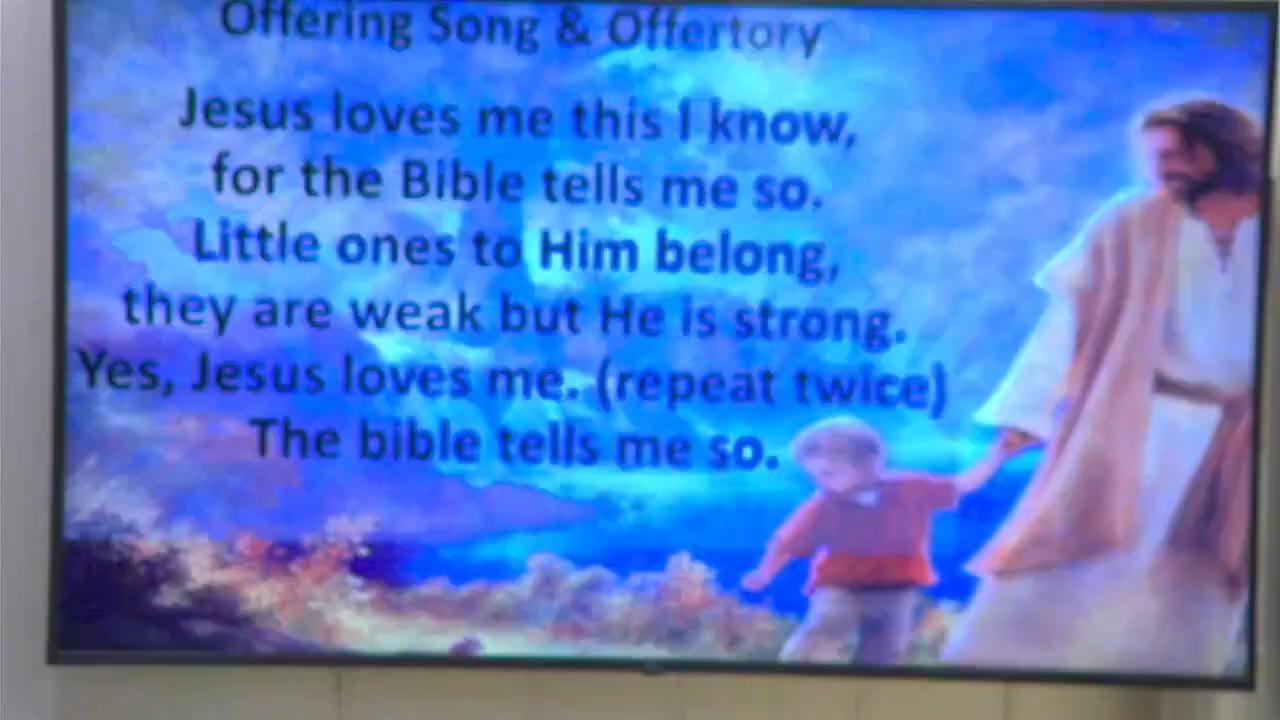 Offering Song & Offertory
Jesus loves me this I know,
for the Bible tells me so.
Little ones to Him belong,
they are weak but He is strong.
Yes, Jesus loves me. (repeat twice)
The bible tells me so.